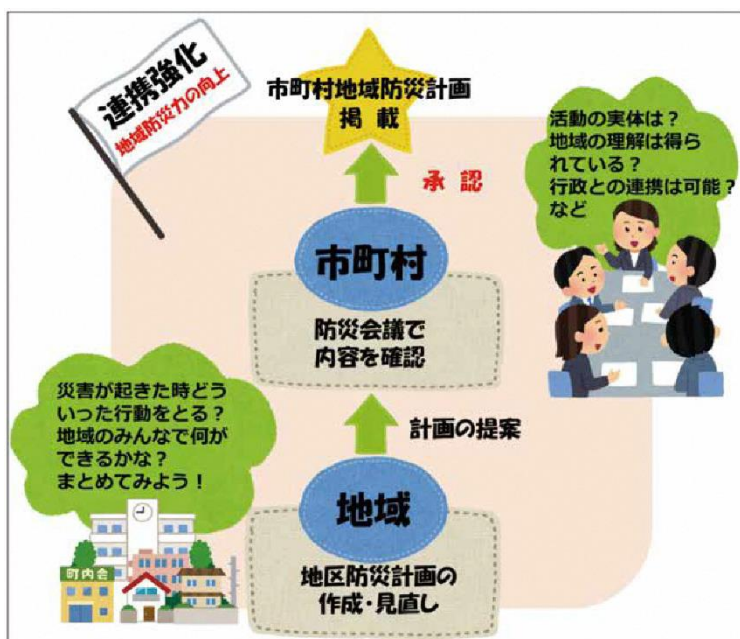 連携強化
地域防災力の向上
市町村地域防災計画
掲載
承認
活動の実体は？
地域の理解は得ら
れている？
行政との連携は可能？
など
市町村
防災会議で
内容を確認
計画の提案
災害が起きた時どう
いった行動をとる？
地域のみんなで何が
できるかな？
まとめてみよう！
町内会
地域
地区防災計画の
作成・見直し